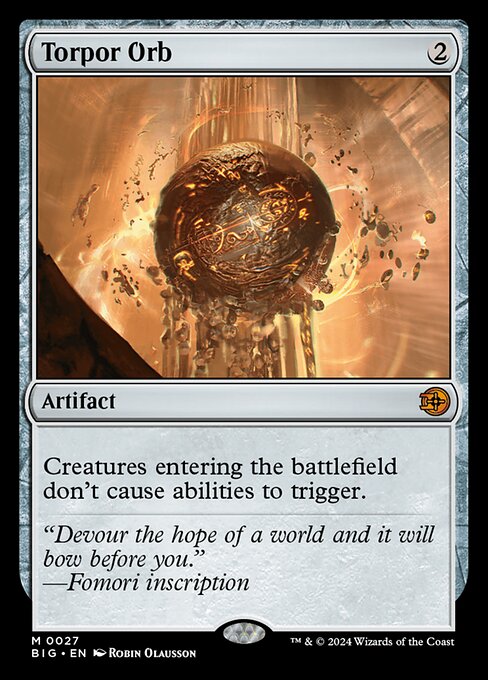 Torpor Orb 2
Artifact
Creatures entering the battlefield
don't cause abilities to trigger.
“Devour the hope of a world and it will
bow before you.”
—Fomori inscription
M 0027
BIG • EN Robin Olausson
™ & © 2024 Wizards of the Coast